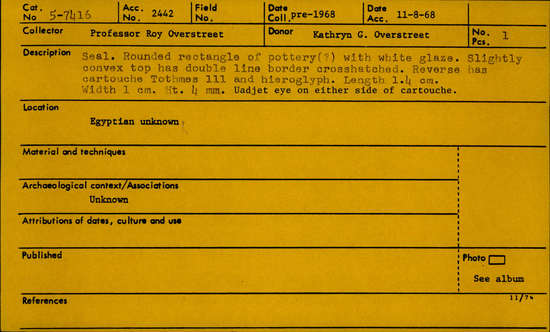 Cat. No 5-7416 Acc. No. 2442 Field No. Date Coll. pre-1968 Date Acc. 11-8-68
Collector Professor Roy Overstreet Donor Kathryn G. Overstreet No. Pcs. 1
Description Seal. Rounded rectangle of pottery(?) with white glaze. Slightly
convex top has double line border crosshatched. Reverse has
cartouche Tothmes 111 and hieroglyph. Length 1.4 cm.
Width 1 cm. Ht. 4 mm. Uadjet eye on either side of cartouche.
Location
Egyptian unknown
Material and techniques
Archaeological context/Associations
Unknown
Attributions of dates, culture and use
Published
Photo
See album
References
11/74